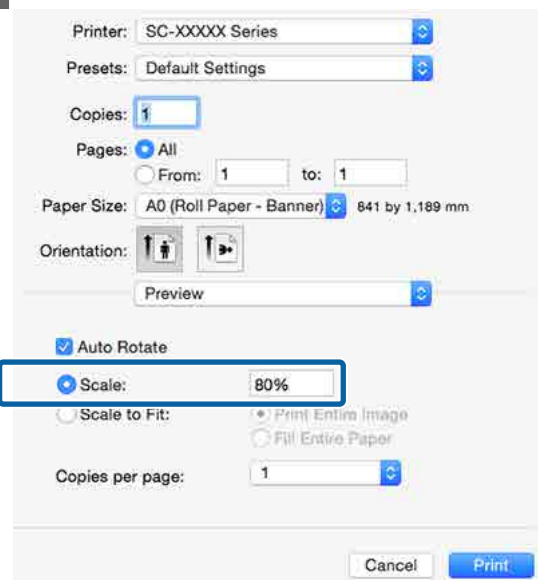 Printer: SC-XXXXX Series
Presets: Default Settings
Copies: 1
Pages: All
From: 1 to: 1
Paper Size: A0 (Roll Paper - Banner) 841 by 1,189 mm
Orientation:
Preview
Auto Rotate
Scale: 80%
Scale to Fit: Print Entire Image
Fill Entire Paper
Copies per page: 1
Cancel Print